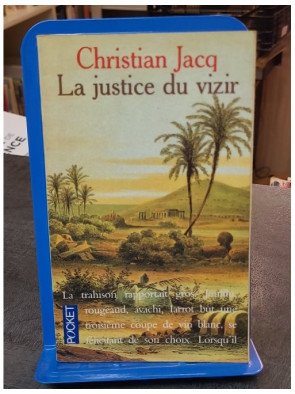 Christian Jacq
La justice du vizir
La trahison rapportait gros. Joufflu,
rougeaud, avachi, Iarrot but une
troisième coupe de vin blanc, se
félicitant de son choix. Lorsqu'il
POCKET